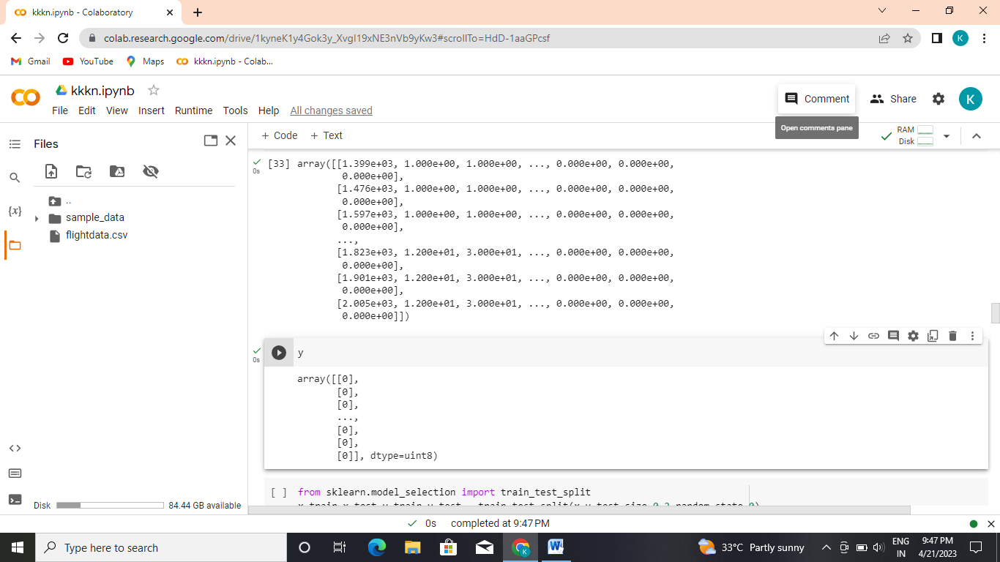 kkkn.ipynb - Colaboratory
colab.research.google.com/drive/1kyneK1y4Gok3y_XvgI19xNE3nVb9yKw3#scrollTo=HdD-1aaGPcsf
K
Gmail YouTube Maps kkkn.ipynb - Colab...
kkkn.ipynb
Comment Share K
File Edit View Insert Runtime Tools Help All changes saved
Open comments pane
Files
+ Code + Text
RAM
Disk
..
sample_data
flightdata.csv
{x}
[33] array([[1.399e+03, 1.000e+00, 1.000e+00, ..., 0.000e+00, 0.000e+00,
0s
0.000e+00],
[1.476e+03, 1.000e+00, 1.000e+00, ..., 0.000e+00, 0.000e+00,
0.000e+00],
[1.597e+03, 1.000e+00, 1.000e+00, ..., 0.000e+00, 0.000e+00,
0.000e+00],
...,
[1.823e+03, 1.200e+01, 3.000e+01, ..., 0.000e+00, 0.000e+00,
0.000e+00],
[1.901e+03, 1.200e+01, 3.000e+01, ..., 0.000e+00, 0.000e+00,
0.000e+00],
[2.005e+03, 1.200e+01, 3.000e+01, ..., 0.000e+00, 0.000e+00,
0.000e+00]])
y
0s
array([[0],
[0],
[0],
...,
[0],
[0],
[0]], dtype=uint8)
[ ] from sklearn.model_selection import train_test_split
Disk 84.44 GB available
0s completed at 9:47 PM
Type here to search
33°C Partly sunny
ENG
IN
9:47 PM
4/21/2023